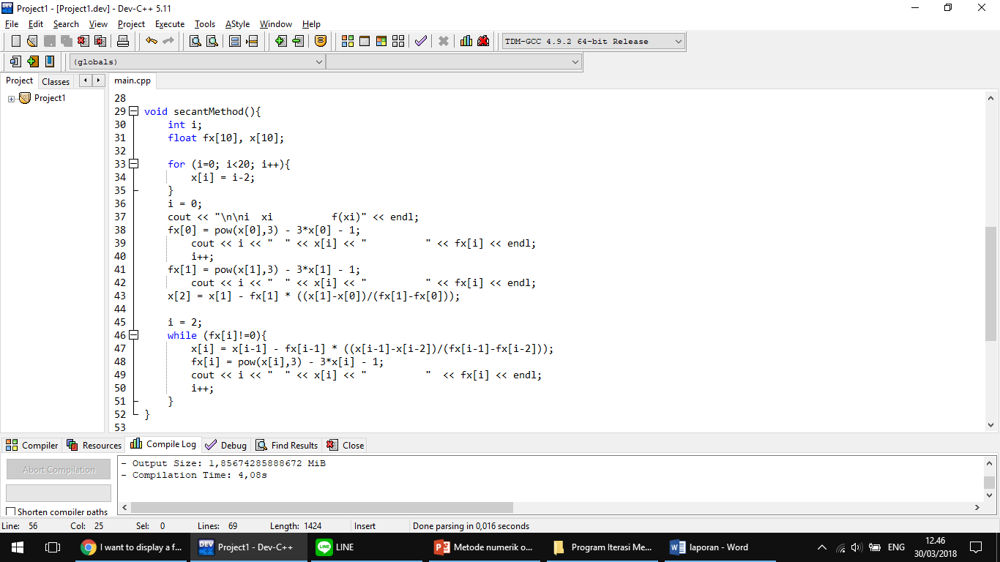 Project1 - [Project1.dev] - Dev-C++ 5.11
File Edit Search View Project Execute Tools AStyle Window Help
TDM-GCC 4.9.2 64-bit Release
(globals)
Project Classes main.cpp
Project1
28
29 void secantMethod(){
30 int i;
31 float fx[10], x[10];
32
33 for (i=0; i<20; i++){
34 x[i] = i-2;
35 }
36 i = 0;
37 cout << "\n\ni  xi          f(xi)" << endl;
38 fx[0] = pow(x[0],3) - 3*x[0] - 1;
39 cout << i << "  " << x[i] << "          " << fx[i] << endl;
40 i++;
41 fx[1] = pow(x[1],3) - 3*x[1] - 1;
42 cout << i << "  " << x[i] << "          " << fx[i] << endl;
43 x[2] = x[1] - fx[1] * ((x[1]-x[0])/(fx[1]-fx[0]));
44
45 i = 2;
46 while (fx[i]!=0){
47 x[i] = x[i-1] - fx[i-1] * ((x[i-1]-x[i-2])/(fx[i-1]-fx[i-2]));
48 fx[i] = pow(x[i],3) - 3*x[i] - 1;
49 cout << i << "  " << x[i] << "          "  << fx[i] << endl;
50 i++;
51 }
52 }
53
Compiler Resources Compile Log Debug Find Results Close
Abort Compilation
- Output Size: 1,85674285888672 MiB
- Compilation Time: 4,08s
Shorten compiler paths
Line: 56 Col: 25 Sel: 0 Lines: 69 Length: 1424 Insert Done parsing in 0,016 seconds
I want to display a f... Project1 - Dev-C++ LINE Metode numerik o... Program Iterasi Me... laporan - Word ENG 12.46
30/03/2018